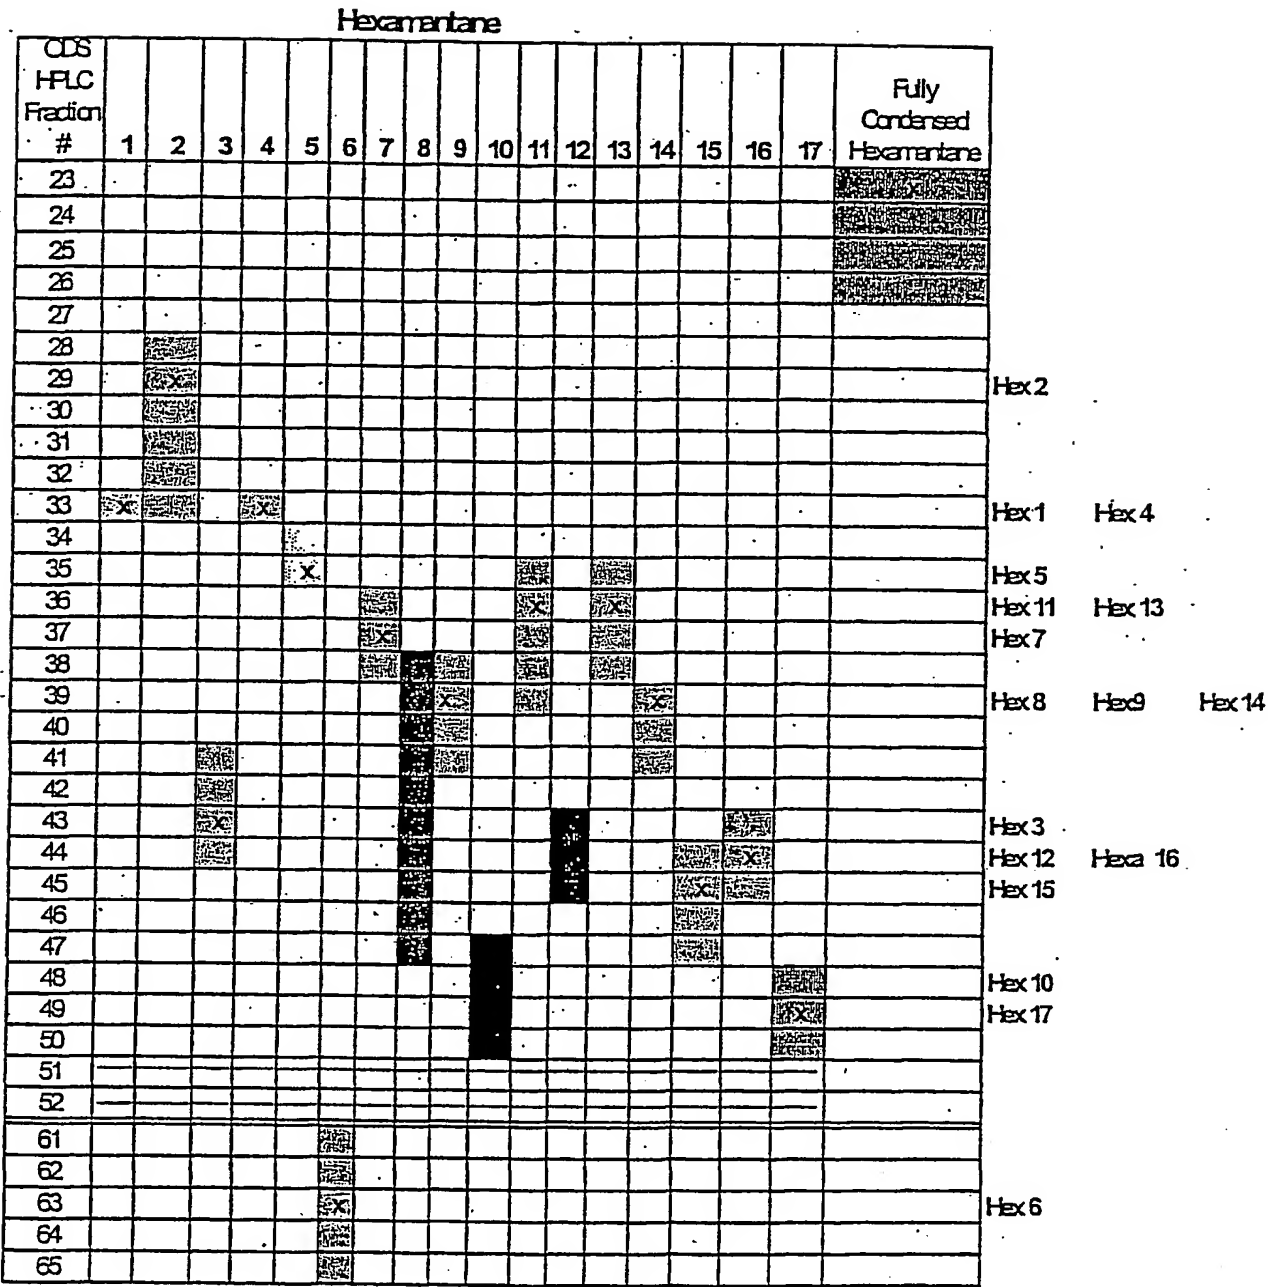 Hexamantane
ODS
HPLC
Fraction
#
1 2 3 4 5 6 7 8 9 10 11 12 13 14 15 16 17
Fully
Condensed
Hexamantane
23 x
24
25
26
27
28
29 x Hex 2
30
31
32
33 x x Hex 1 Hex 4
34
35 x Hex 5
36 x x Hex 11 Hex 13
37 x Hex 7
38
39 x x Hex 8 Hex9 Hex 14
40
41
42
43 x Hex 3
44 x Hex 12 Hexa 16
45 x Hex 15
46
47
48 Hex 10
49 x Hex 17
50
51
52
61
62
63 x Hex 6
64
65